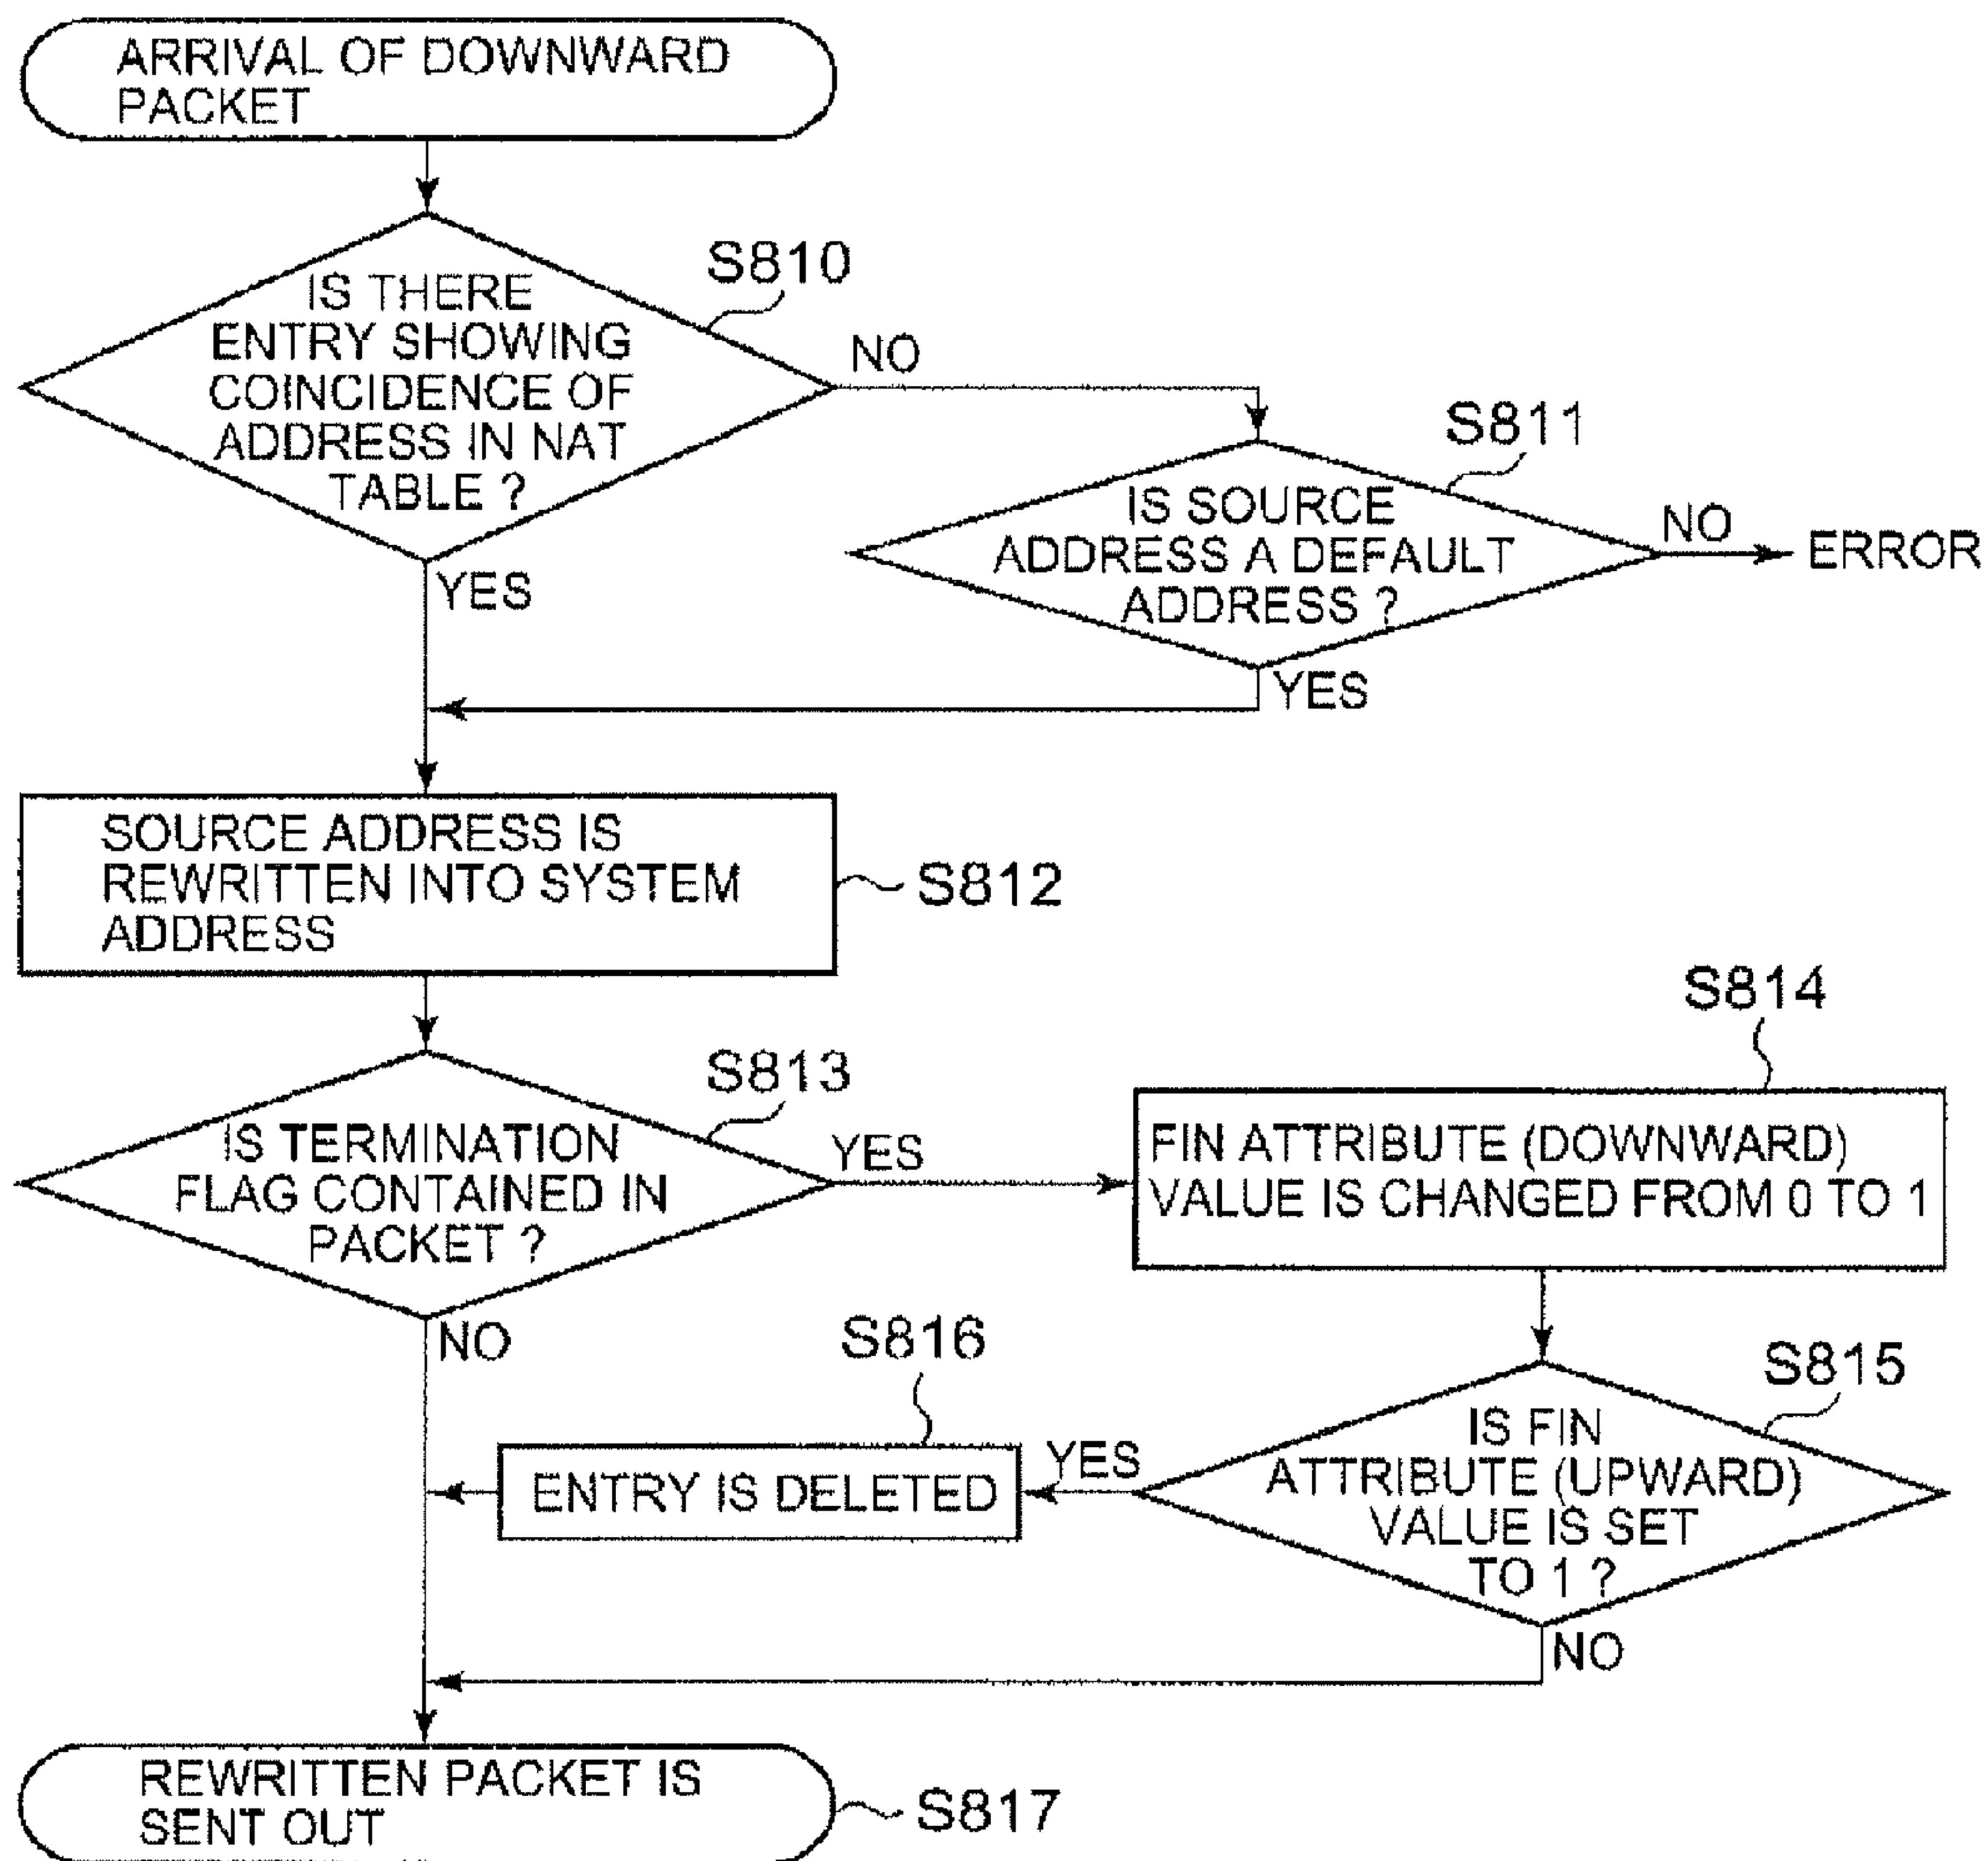 ARRIVAL OF DOWNWARD
PACKET
S810
IS THERE
ENTRY SHOWING
COINCIDENCE OF
ADDRESS IN NAT
TABLE ?
NO
YES
S811
IS SOURCE
ADDRESS A DEFAULT
ADDRESS ?
NO
ERROR
YES
SOURCE ADDRESS IS
REWRITTEN INTO SYSTEM
ADDRESS
S812
S813
IS TERMINATION
FLAG CONTAINED IN
PACKET ?
YES
NO
S814
FIN ATTRIBUTE (DOWNWARD)
VALUE IS CHANGED FROM 0 TO 1
S815
IS FIN
ATTRIBUTE (UPWARD)
VALUE IS SET
TO 1 ?
YES
NO
S816
ENTRY IS DELETED
REWRITTEN PACKET IS
SENT OUT
S817